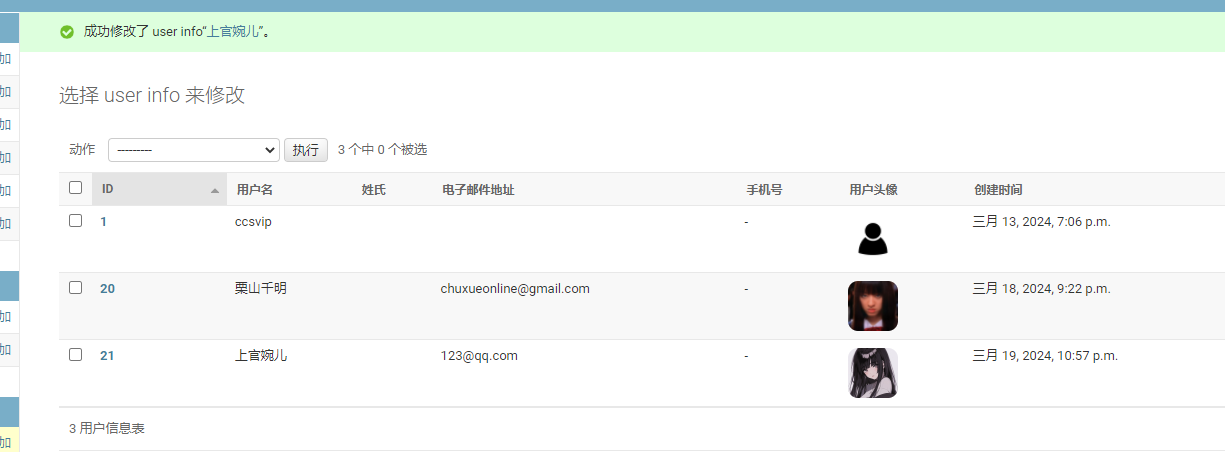 成功修改了 user info“上官婉儿”。
选择 user info 来修改
动作 --------- 执行 3 个中 0 个被选
ID 用户名 姓氏 电子邮件地址 手机号 用户头像 创建时间
1 ccsvip - 三月 13, 2024, 7:06 p.m.
20 栗山千明 chuxueonline@gmail.com - 三月 18, 2024, 9:22 p.m.
21 上官婉儿 123@qq.com - 三月 19, 2024, 10:57 p.m.
3 用户信息表
加
加
加
加
加
加
加
加
加